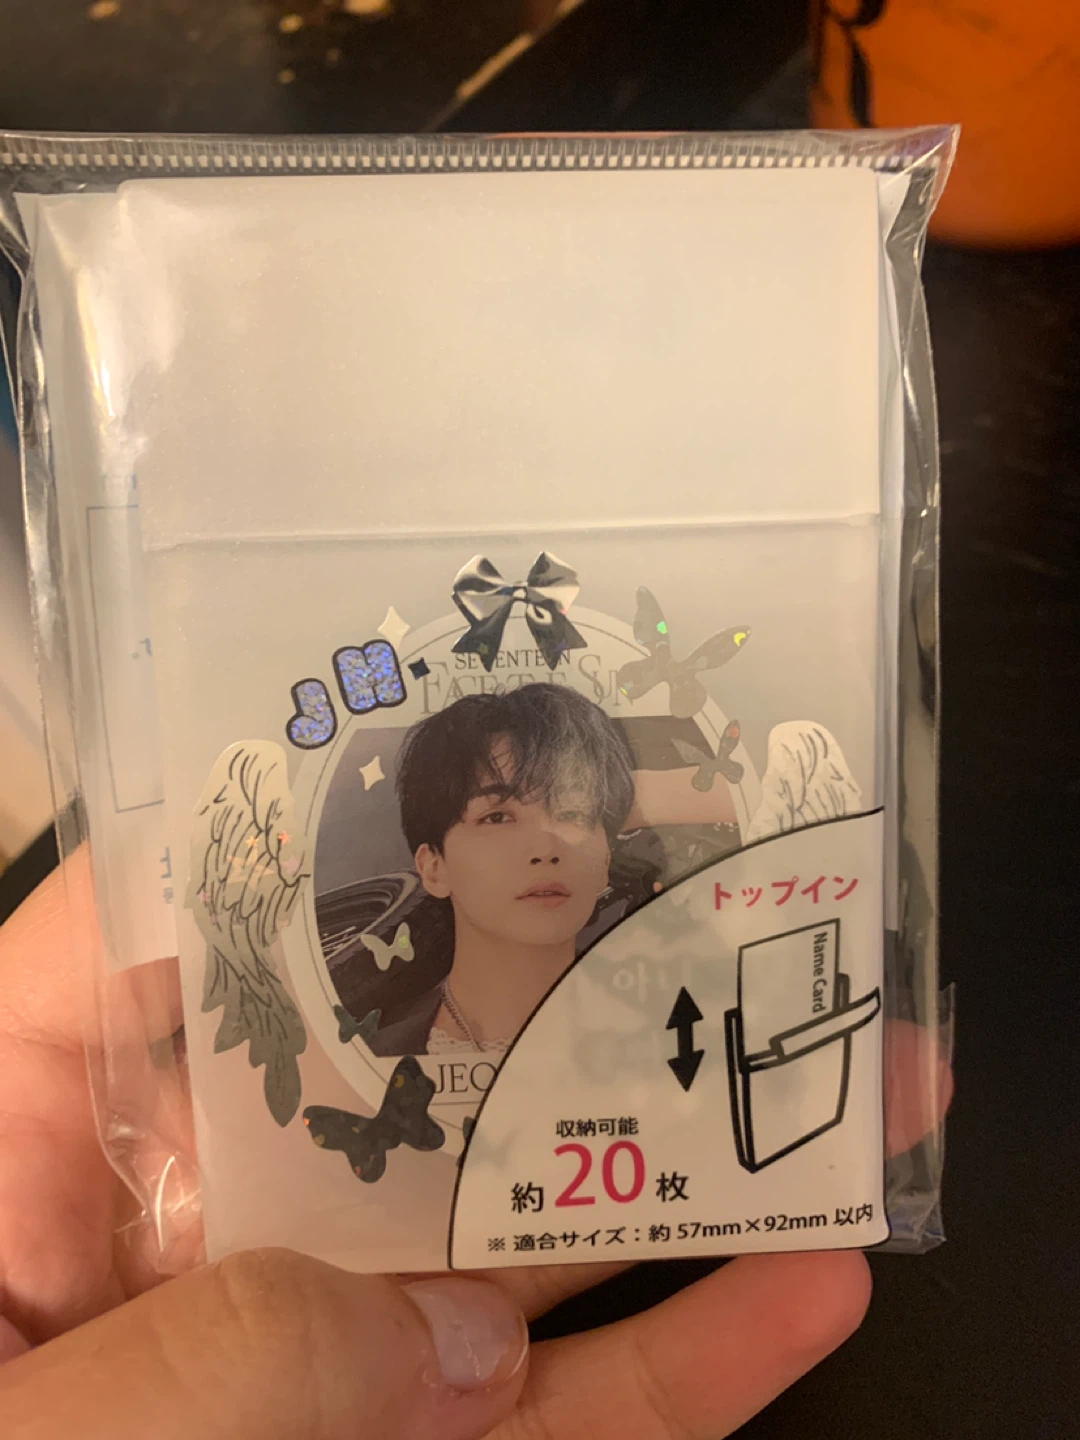 JH
SEVENTEEN
FACE THE SUN
JEO
トップイン
Name Card
아
収納可能
約20枚
※ 適合サイズ：約 57mm×92mm 以内